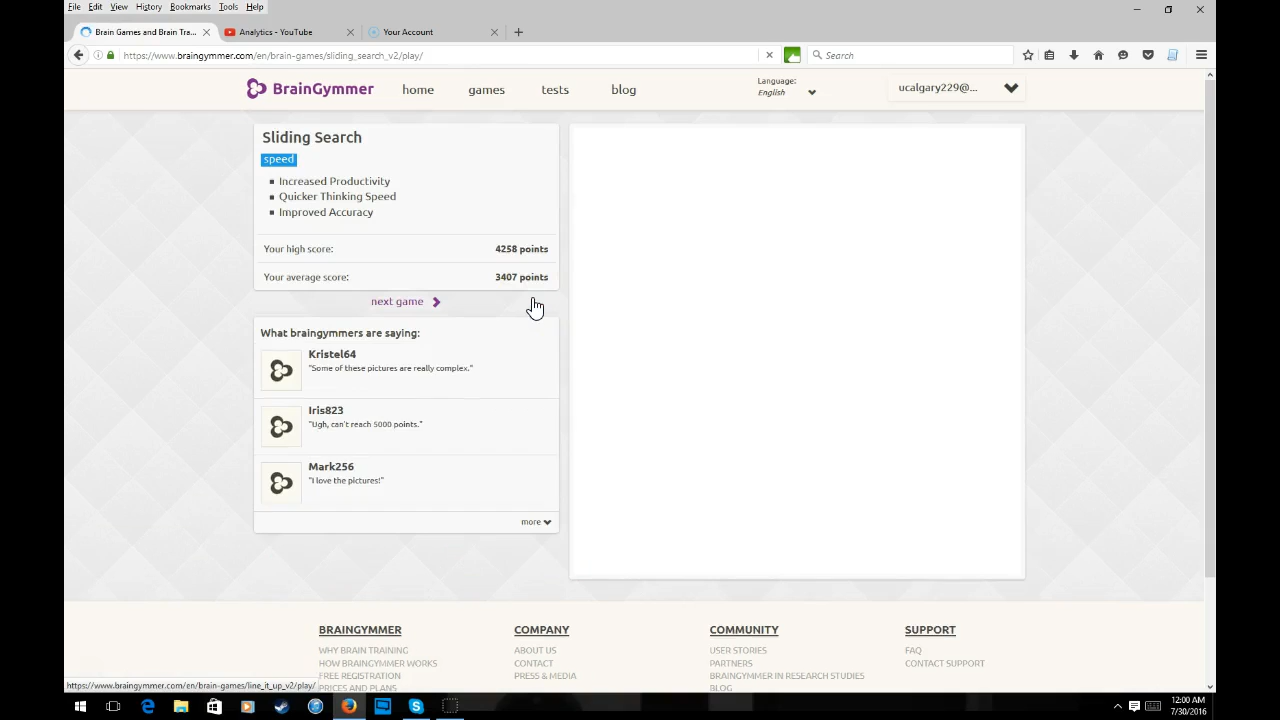 File Edit View History Bookmarks Tools Help
Brain Games and Brain Tra...
Analytics - YouTube
Your Account
https://www.braingymmer.com/en/brain-games/sliding_search_v2/play/
Search
BrainGymmer
home
games
tests
blog
Language:
English
ucalgary229@...
Sliding Search
speed
Increased Productivity
Quicker Thinking Speed
Improved Accuracy
Your high score: 4258 points
Your average score: 3407 points
next game
What braingymmers are saying:
Kristel64
"Some of these pictures are really complex."
Iris823
"Ugh, can't reach 5000 points."
Mark256
"I love the pictures!"
more
BRAINGYMMER
WHY BRAIN TRAINING
HOW BRAINGYMMER WORKS
FREE REGISTRATION
PRICES AND PLANS
COMPANY
ABOUT US
CONTACT
PRESS & MEDIA
COMMUNITY
USER STORIES
PARTNERS
BRAINGYMMER IN RESEARCH STUDIES
BLOG
SUPPORT
FAQ
CONTACT SUPPORT
https://www.braingymmer.com/en/brain-games/line_it_up_v2/play/
12:00 AM
7/30/2016